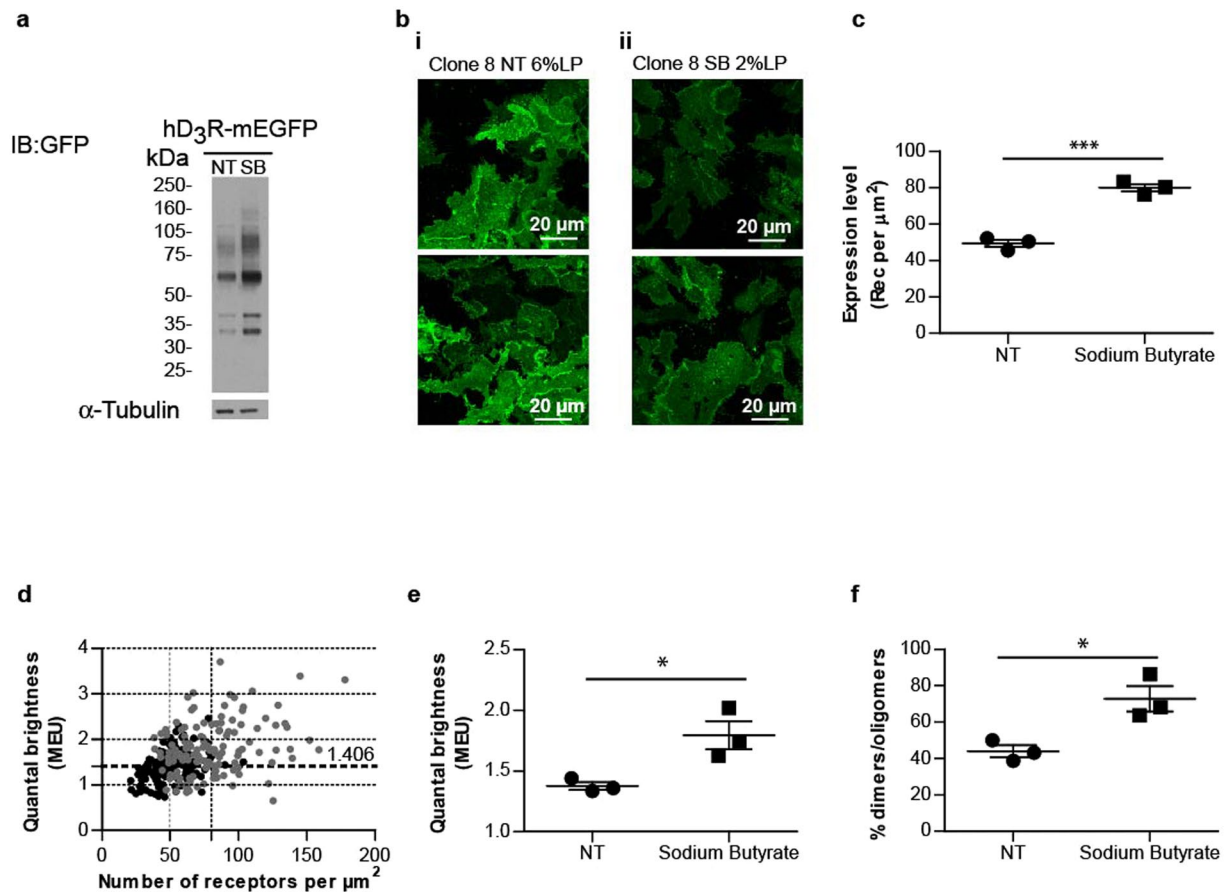 a
IB:GFP
hD3R-mEGFP
kDa
NT SB
250-
160-
105-
75-
50-
35-
30-
25-
α-Tubulin
b
i
Clone 8 NT 6%LP
20 µm
20 µm
ii
Clone 8 SB 2%LP
20 µm
20 µm
c
Expression level
(Rec per µm²)
100
80
60
40
20
0
***
NT
Sodium Butyrate
d
Quantal brightness
(MEU)
4
3
2
1
0
1.406
0 50 100 150 200
Number of receptors per µm²
e
Quantal brightness
(MEU)
2.5
2.0
1.5
1.0
*
NT
Sodium Butyrate
f
% dimers/oligomers
100
80
60
40
20
0
*
NT
Sodium Butyrate